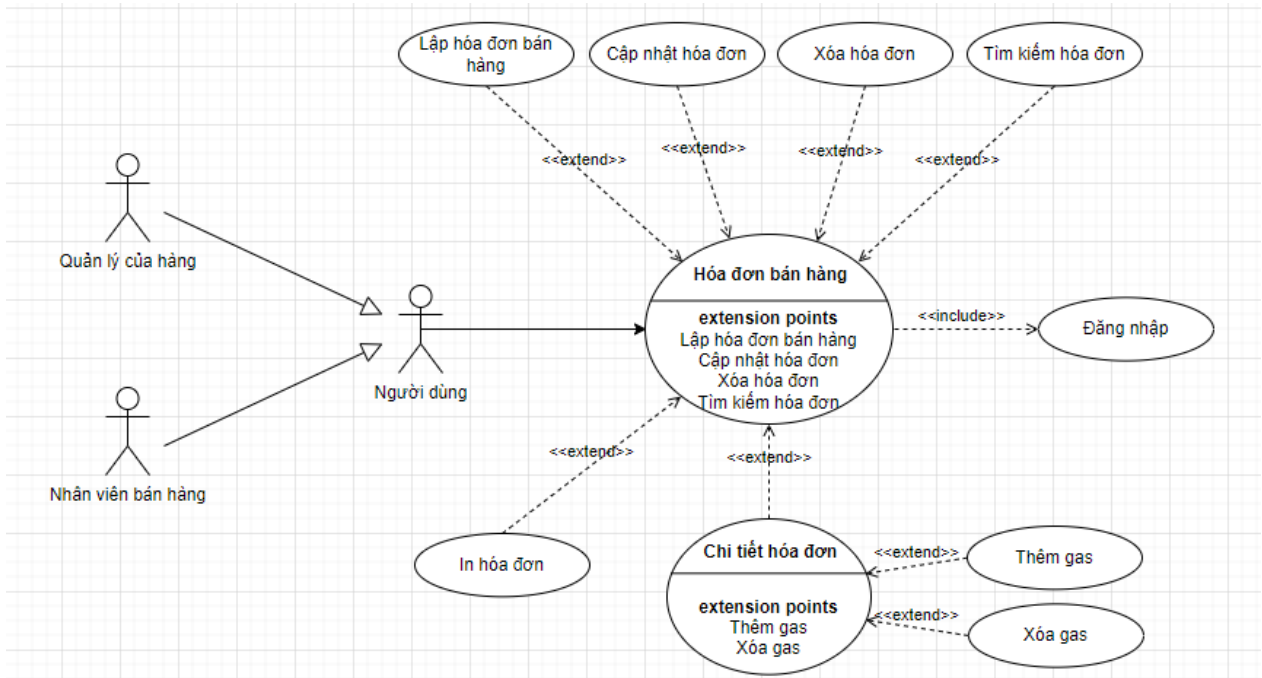 Lập hóa đơn bán
hàng
Cập nhật hóa đơn
Xóa hóa đơn
Tìm kiếm hóa đơn
<<extend>>
<<extend>>
<<extend>>
<<extend>>
Quản lý của hàng
Người dùng
Nhân viên bán hàng
Hóa đơn bán hàng
extension points
Lập hóa đơn bán hàng
Cập nhật hóa đơn
Xóa hóa đơn
Tìm kiếm hóa đơn
<<include>>
Đăng nhập
<<extend>>
<<extend>>
In hóa đơn
Chi tiết hóa đơn
extension points
Thêm gas
Xóa gas
<<extend>>
Thêm gas
<<extend>>
Xóa gas